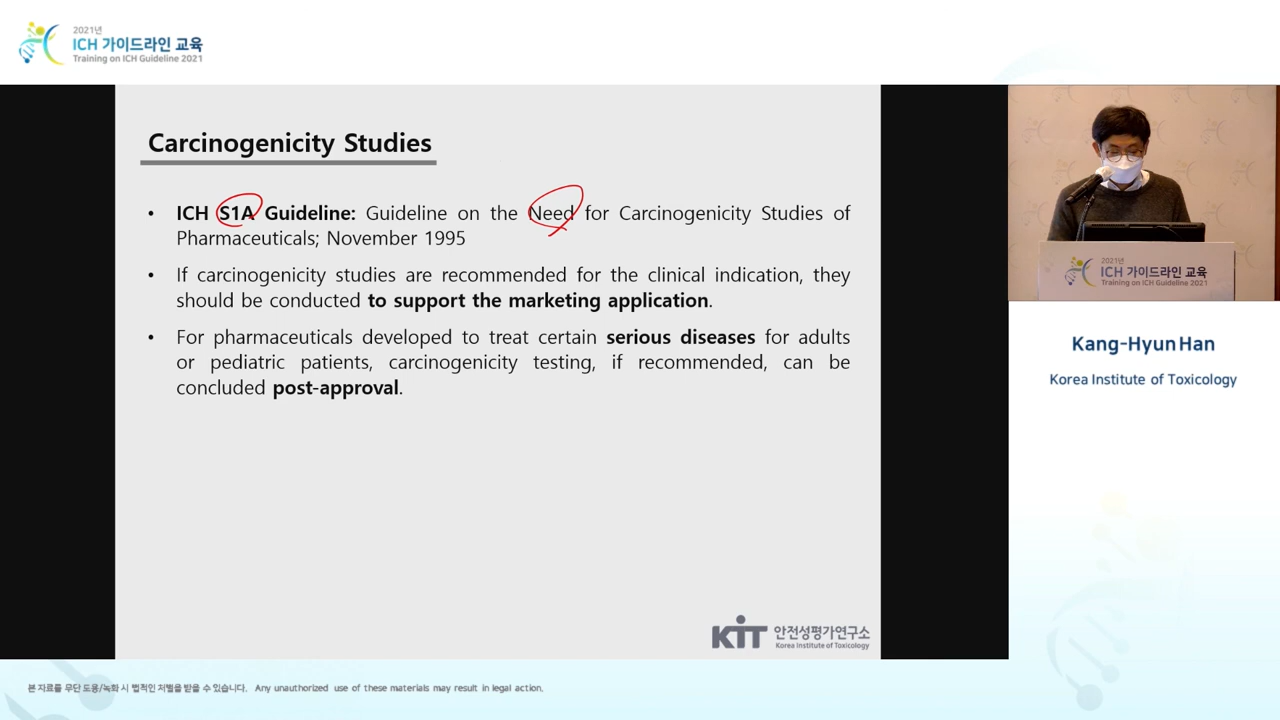 2021년
ICH 가이드라인 교육
Training on ICH Guideline 2021
Carcinogenicity Studies
• ICH S1A Guideline: Guideline on the Need for Carcinogenicity Studies of
Pharmaceuticals; November 1995
• If carcinogenicity studies are recommended for the clinical indication, they
should be conducted to support the marketing application.
• For pharmaceuticals developed to treat certain serious diseases for adults
or pediatric patients, carcinogenicity testing, if recommended, can be
concluded post-approval.
KIT 안전성평가연구소
Korea Institute of Toxicology
2021년
ICH 가이드라인 교육
Training on ICH Guideline 2021
Kang-Hyun Han
Korea Institute of Toxicology
본 자료를 무단 도용/녹화 시 법적인 처벌을 받을 수 있습니다. Any unauthorized use of these materials may result in legal action.